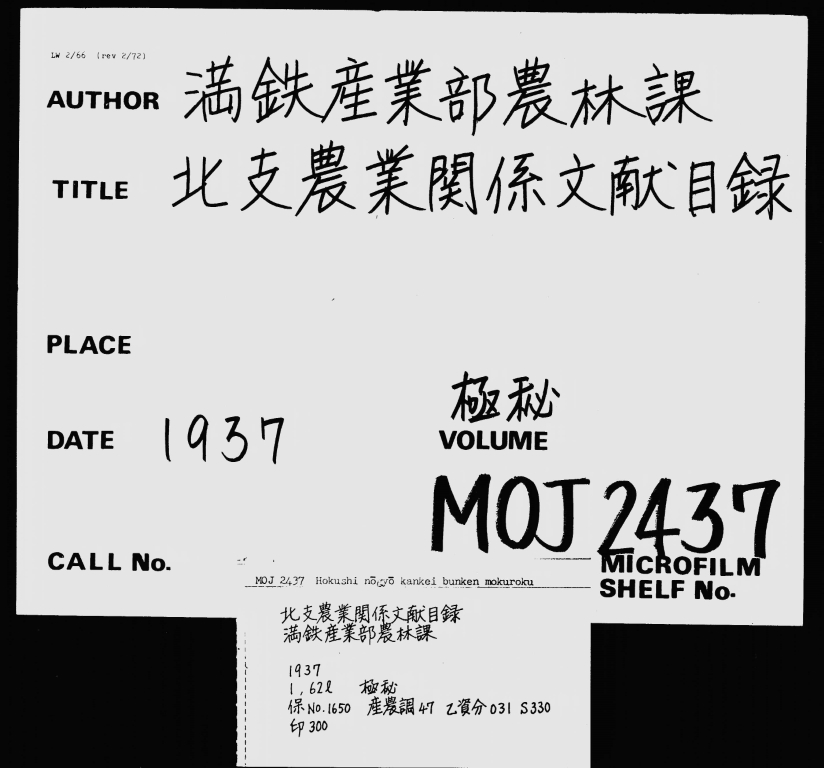 LW 2/66 (rev 2/72)
AUTHOR 満鉄産業部農林課
TITLE 北支農業関係文献目録
PLACE
極秘
DATE 1937 VOLUME
MOJ 2437
CALL No. MICROFILM
SHELF No.
MOJ 2437 Hokushi nōgyō kankei bunken mokuroku
北支農業関係文献目録
満鉄産業部農林課
1937
1, 62ℓ 極秘
保No.1650 産農調47 乙資分031 S330
印300